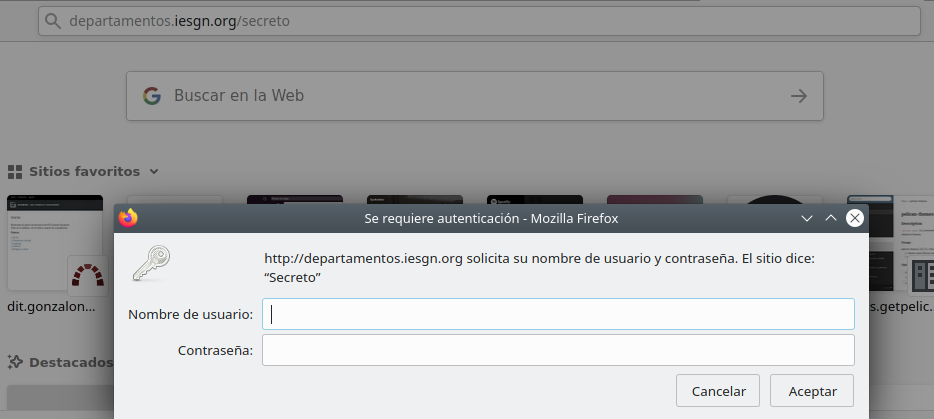 departamentos.iesgn.org/secreto
Buscar en la Web
Sitios favoritos
Se requiere autenticación - Mozilla Firefox
http://departamentos.iesgn.org solicita su nombre de usuario y contraseña. El sitio dice:
“Secreto”
dit.gonzalon...
s.getpelic...
Nombre de usuario:
Contraseña:
Destacados
Cancelar
Aceptar